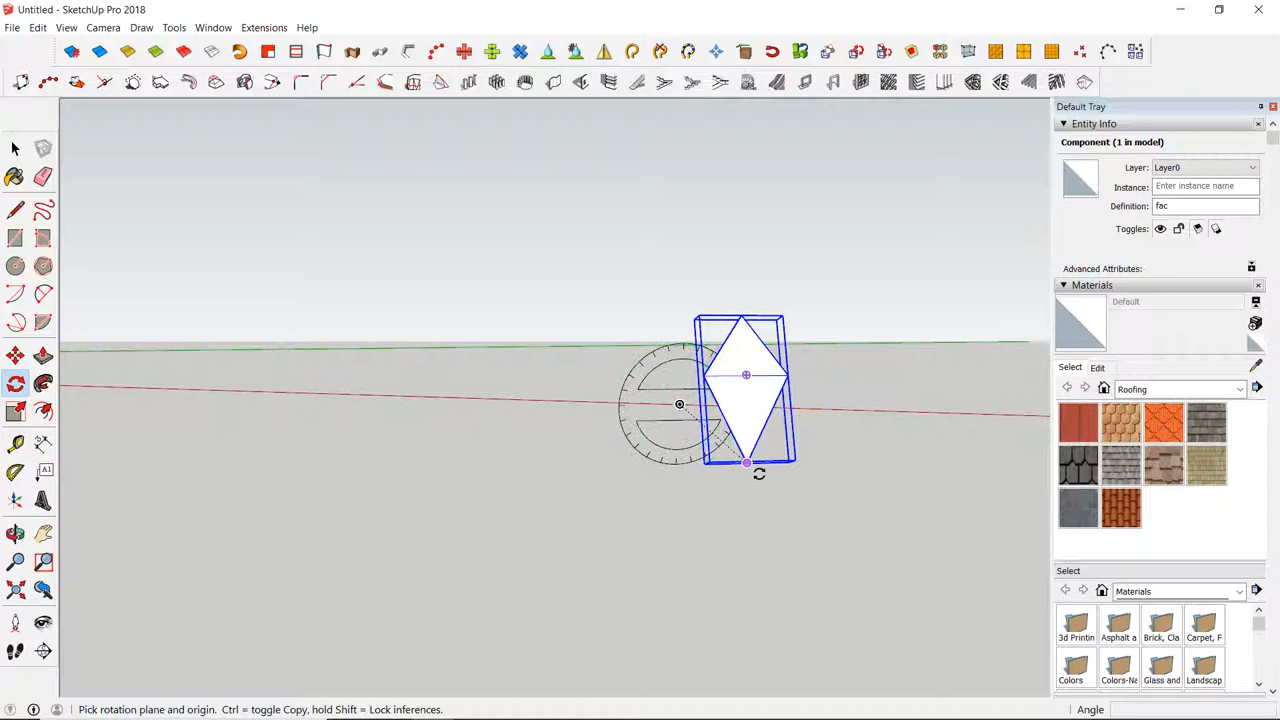 Untitled - SketchUp Pro 2018
File Edit View Camera Draw Tools Window Extensions Help
Default Tray
Entity Info
Component (1 in model)
Layer: Layer0
Instance: Enter instance name
Definition: fac
Toggles:
Advanced Attributes:
Materials
Default
Select Edit
Roofing
Select
Materials
3d Printin Asphalt a Brick, Cla Carpet, F
Colors Colors-Na Glass and Landscap
A1
Pick rotation plane and origin. Ctrl = toggle Copy, hold Shift = Lock inferences.
Angle